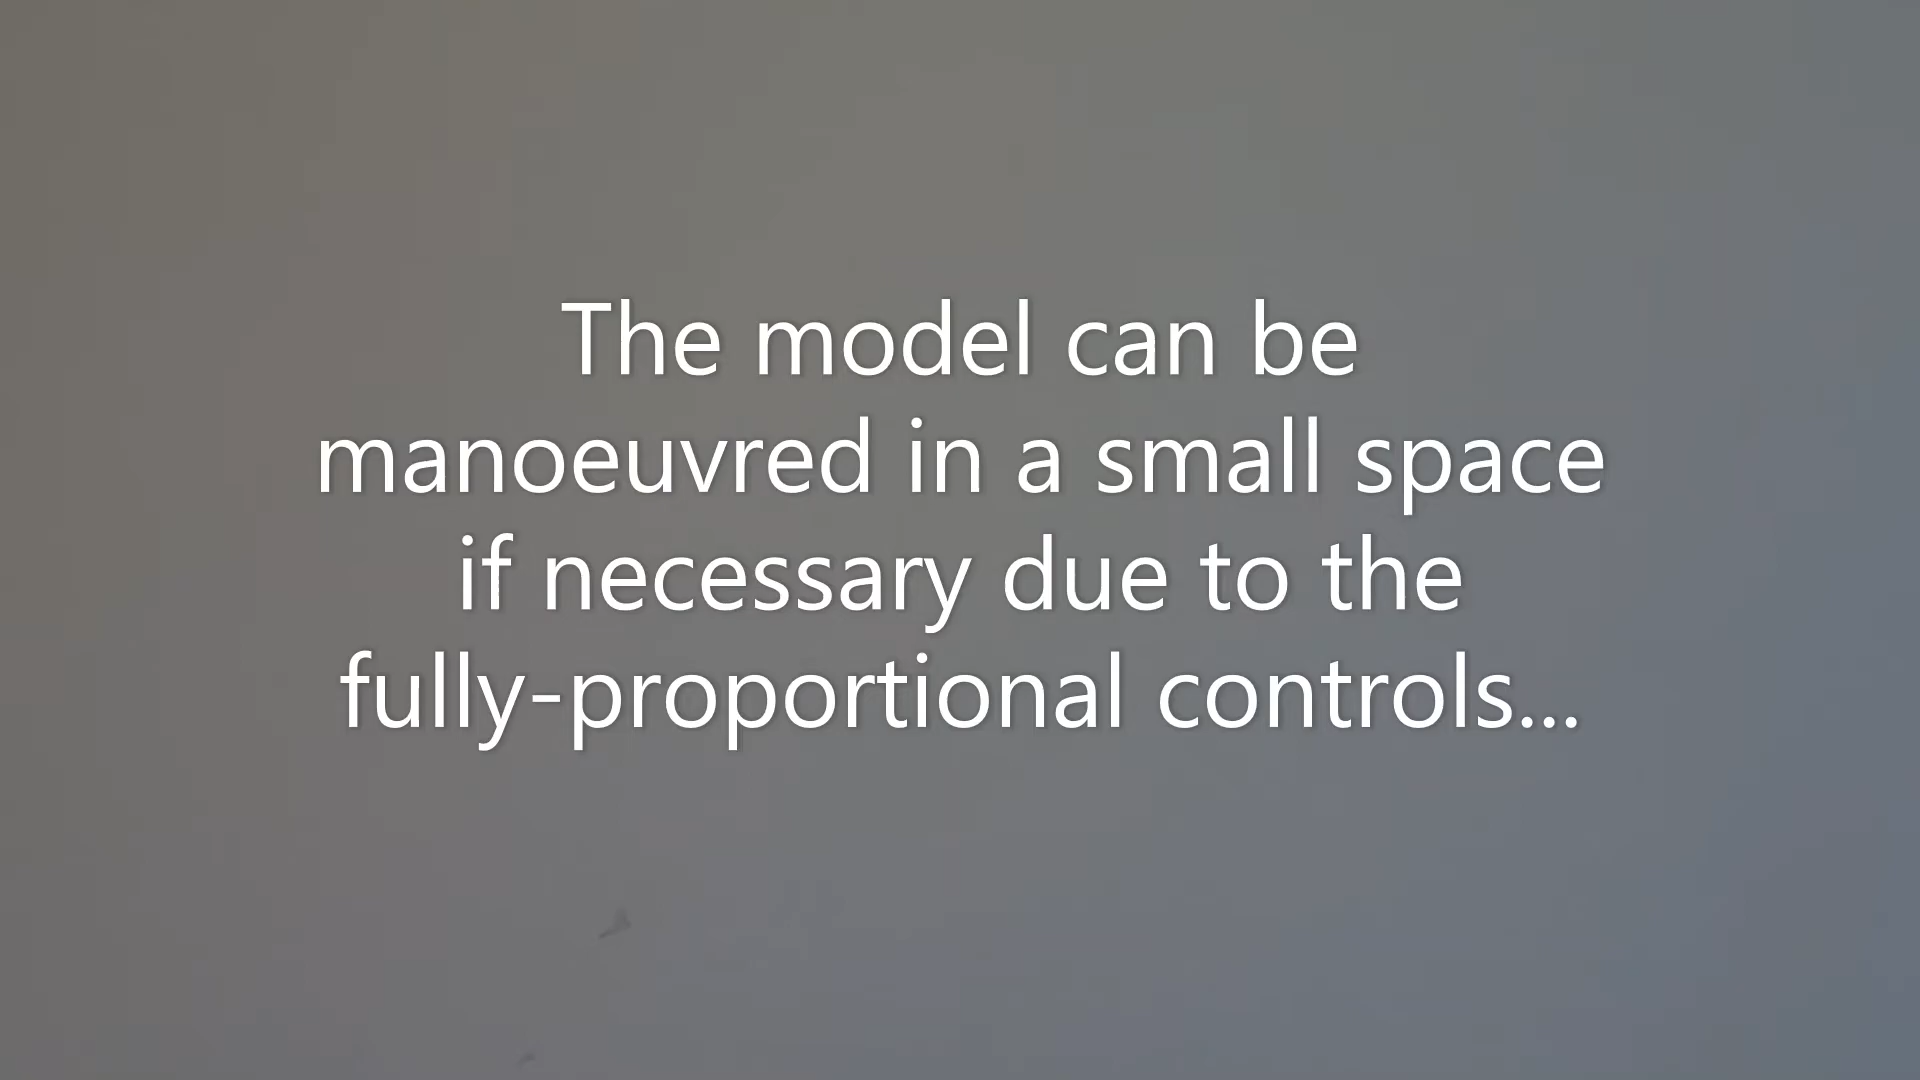 The model can be
manoeuvred in a small space
if necessary due to the
fully-proportional controls...